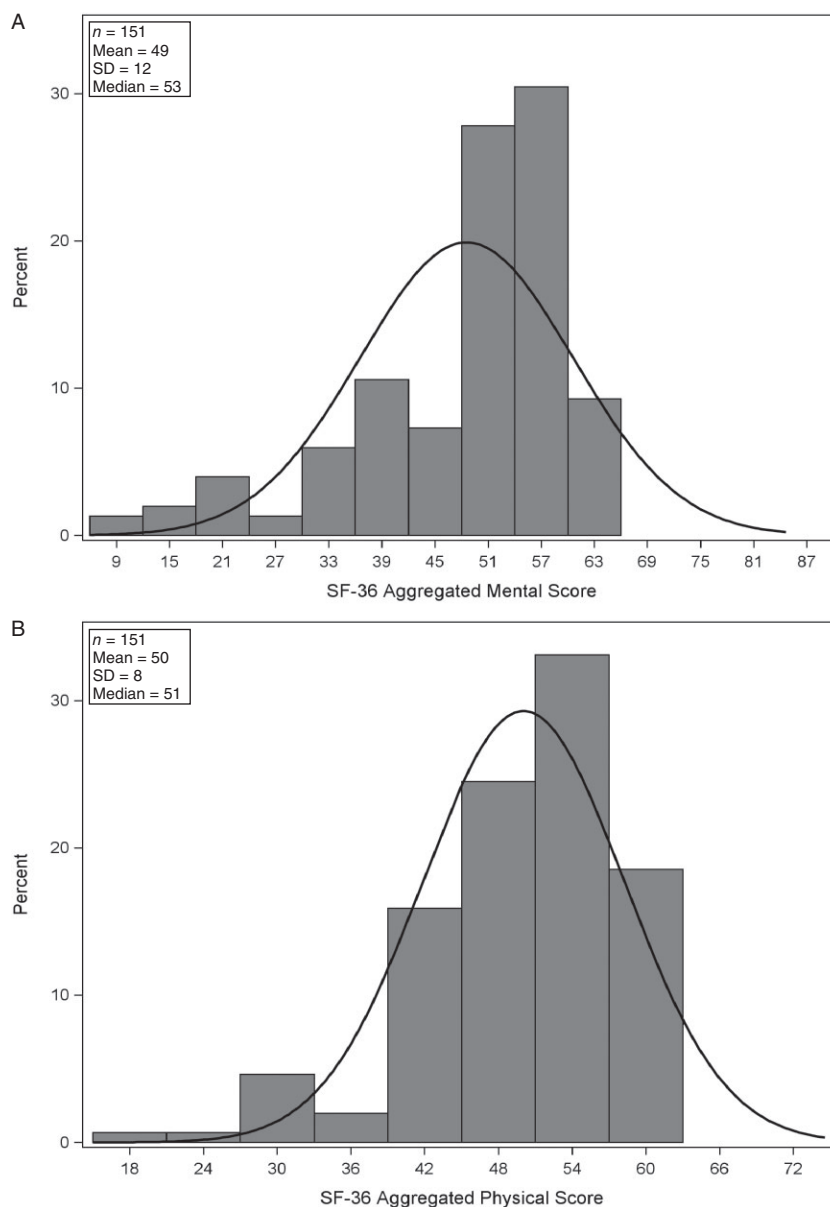 A
n = 151
Mean = 49
SD = 12
Median = 53
30
20
10
0
Percent
9 15 21 27 33 39 45 51 57 63 69 75 81 87
SF-36 Aggregated Mental Score
B
n = 151
Mean = 50
SD = 8
Median = 51
30
20
10
0
Percent
18 24 30 36 42 48 54 60 66 72
SF-36 Aggregated Physical Score